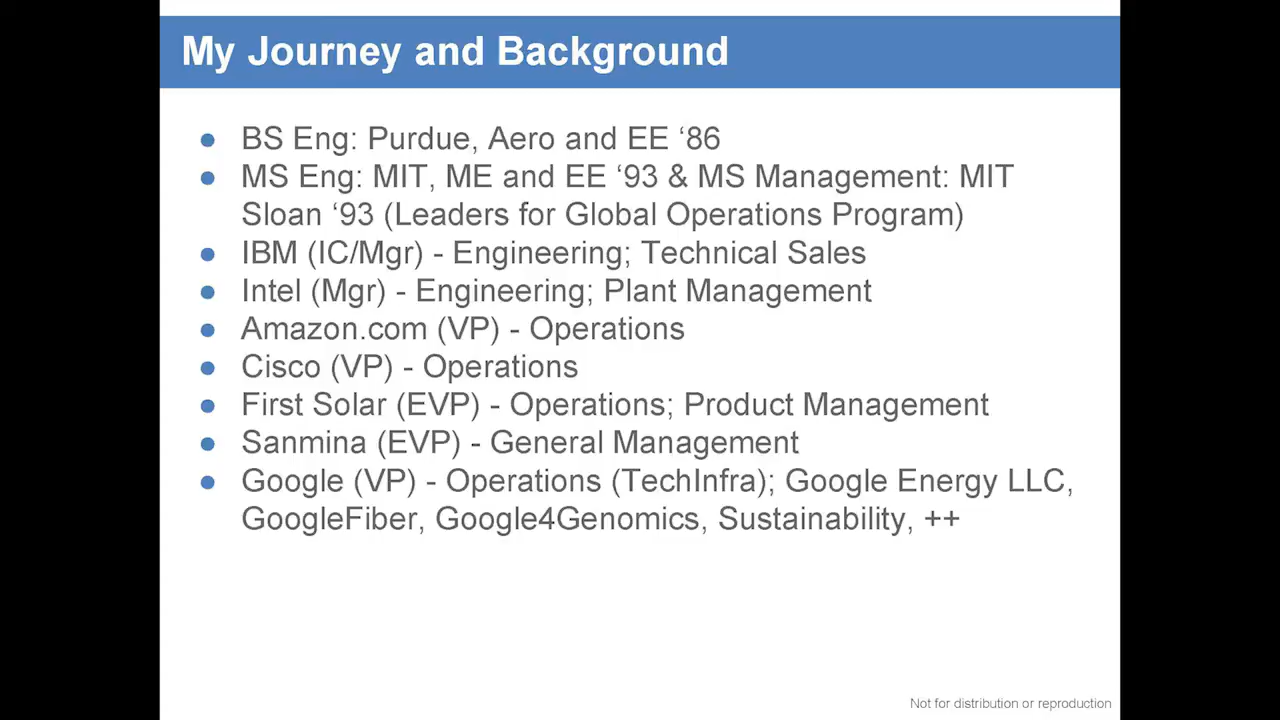 My Journey and Background
● BS Eng: Purdue, Aero and EE ‘86
● MS Eng: MIT, ME and EE ‘93 & MS Management: MIT
Sloan ‘93 (Leaders for Global Operations Program)
● IBM (IC/Mgr) - Engineering; Technical Sales
● Intel (Mgr) - Engineering; Plant Management
● Amazon.com (VP) - Operations
● Cisco (VP) - Operations
● First Solar (EVP) - Operations; Product Management
● Sanmina (EVP) - General Management
● Google (VP) - Operations (TechInfra); Google Energy LLC,
GoogleFiber, Google4Genomics, Sustainability, ++
Not for distribution or reproduction